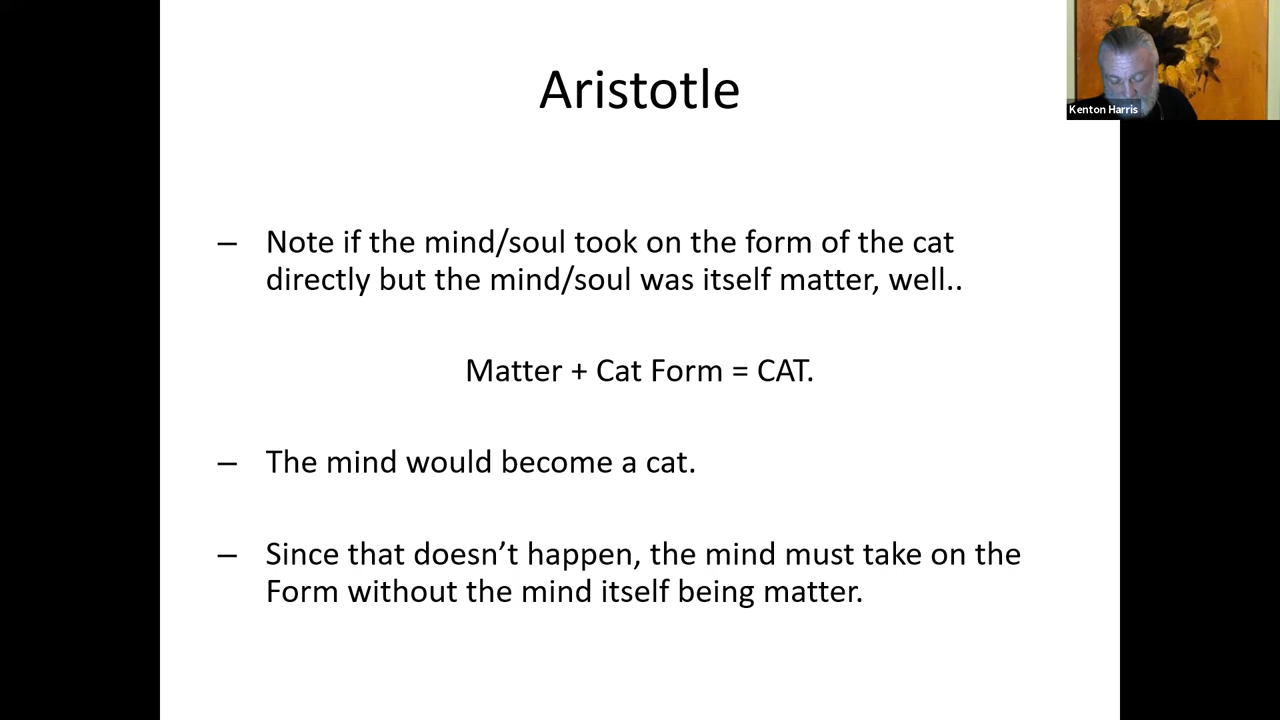 Aristotle
Kenton Harris
– Note if the mind/soul took on the form of the cat
directly but the mind/soul was itself matter, well..
Matter + Cat Form = CAT.
– The mind would become a cat.
– Since that doesn’t happen, the mind must take on the
Form without the mind itself being matter.